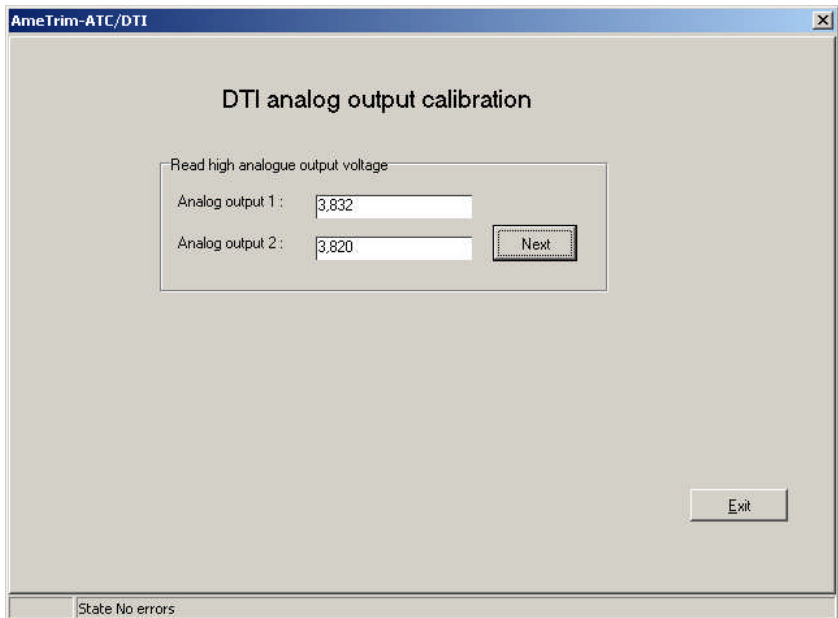 AmeTrim-ATC/DTI
DTI analog output calibration
Read high analogue output voltage
Analog output 1 : 3,832
Analog output 2 : 3,820
Next
Exit
State No errors